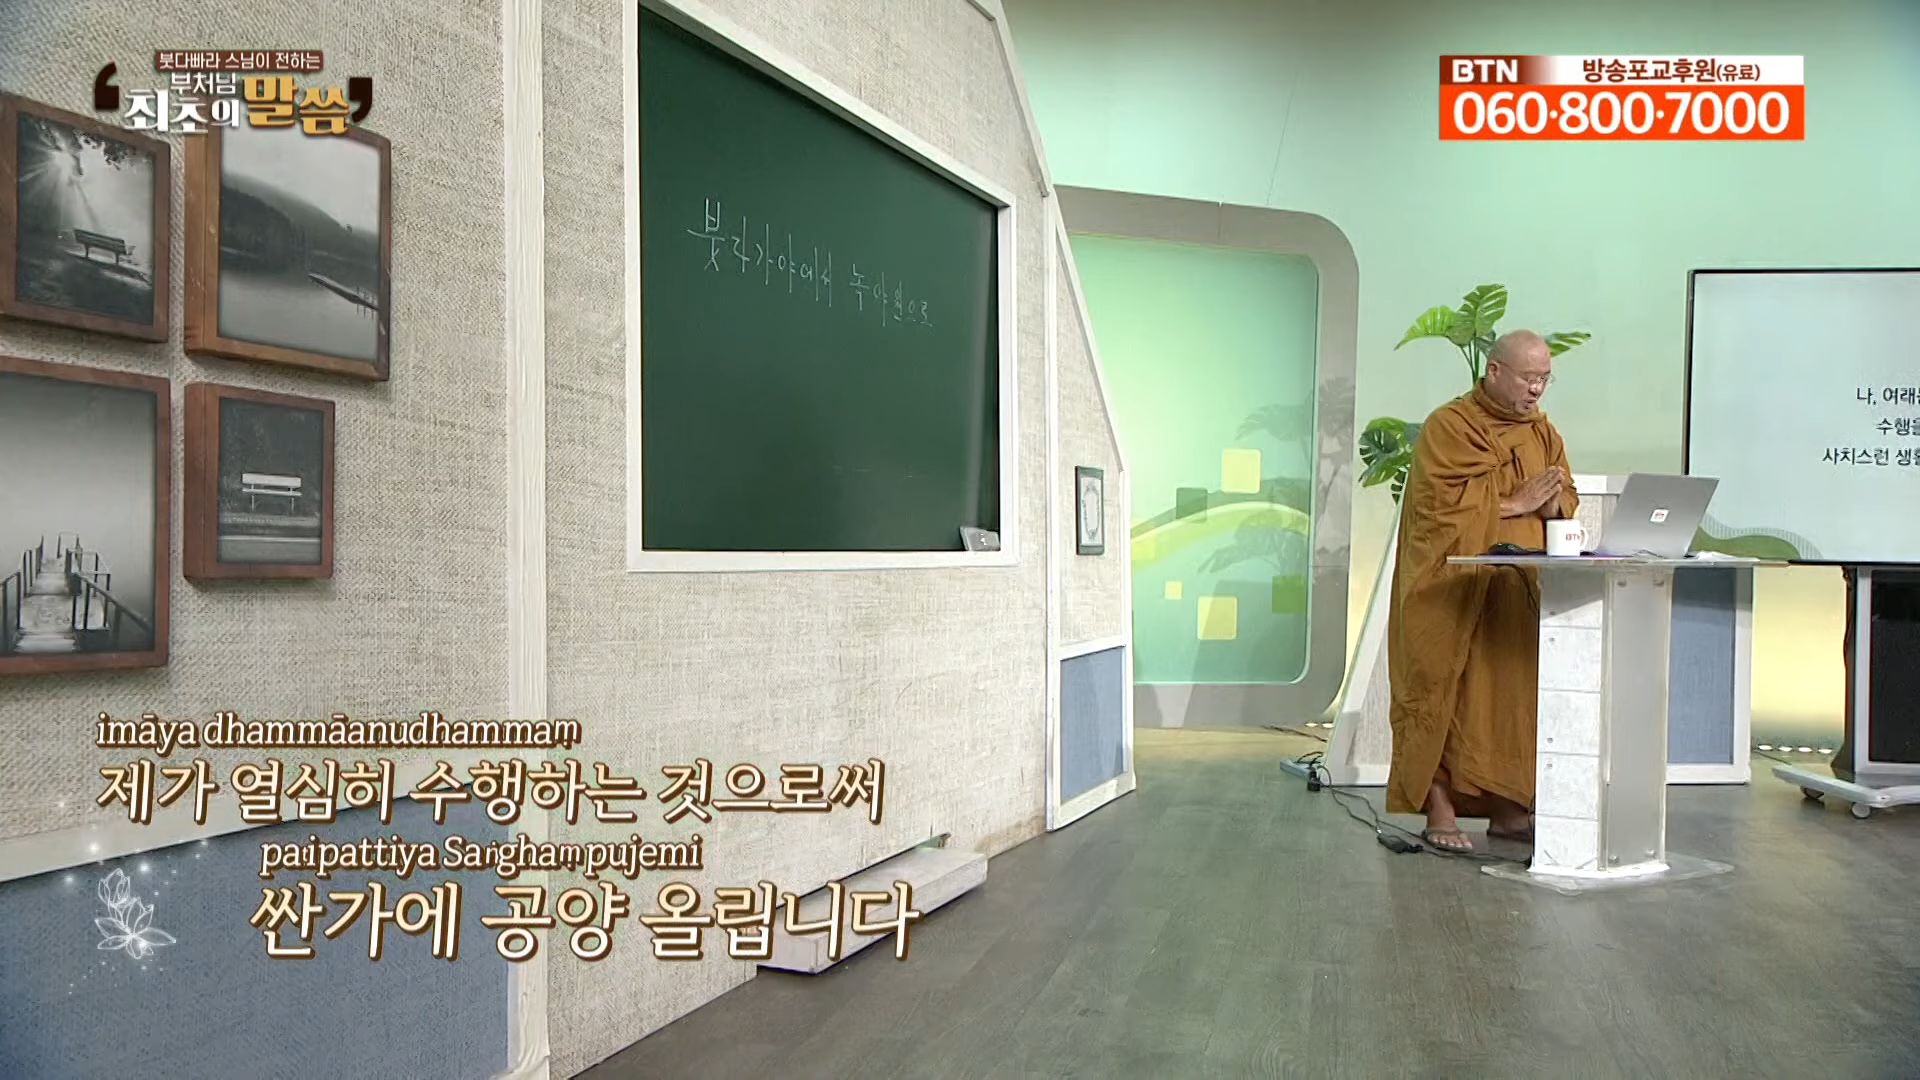 붓다빠라 스님이 전하는
부처님
'최초의 말씀'
BTN 방송포교후원(유료)
060·800·7000
붓다가야에서 녹야원으로
나, 여래는
수행을
사치스런 생활
BTN
imāya dhammāanudhammaṃ
제가 열심히 수행하는 것으로써
paṭipattiya Saṅghaṃ pujemi
싼가에 공양 올립니다